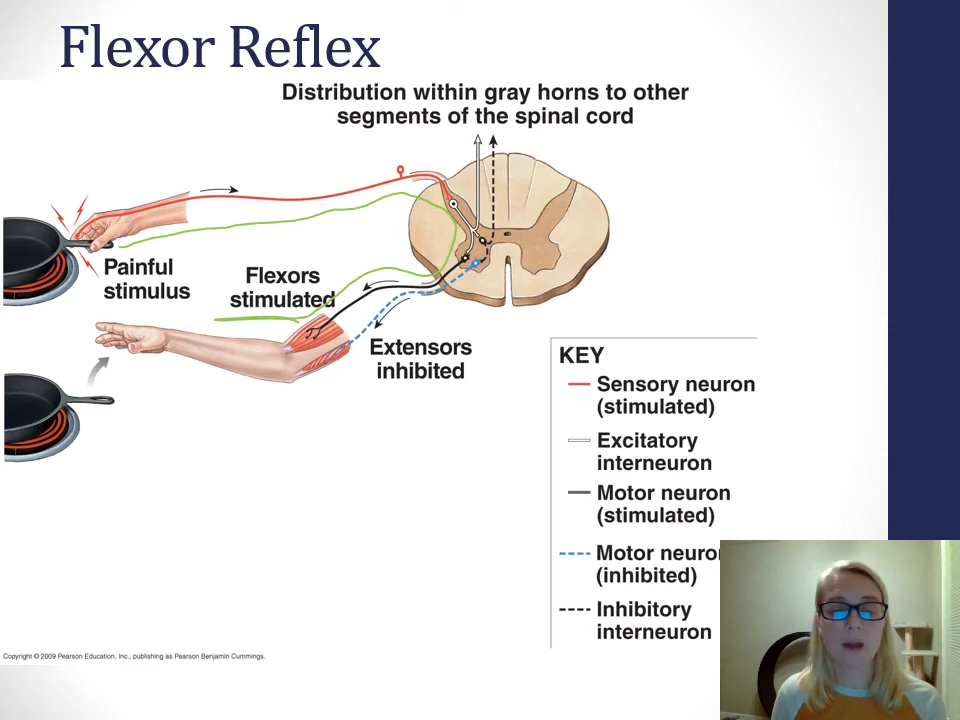 Flexor Reflex
Distribution within gray horns to other
segments of the spinal cord
Painful
stimulus
Flexors
stimulated
Extensors
inhibited
KEY
Sensory neuron
(stimulated)
Excitatory
interneuron
Motor neuron
(stimulated)
Motor neuron
(inhibited)
Inhibitory
interneuron
Copyright © 2009 Pearson Education, Inc., publishing as Pearson Benjamin Cummings.